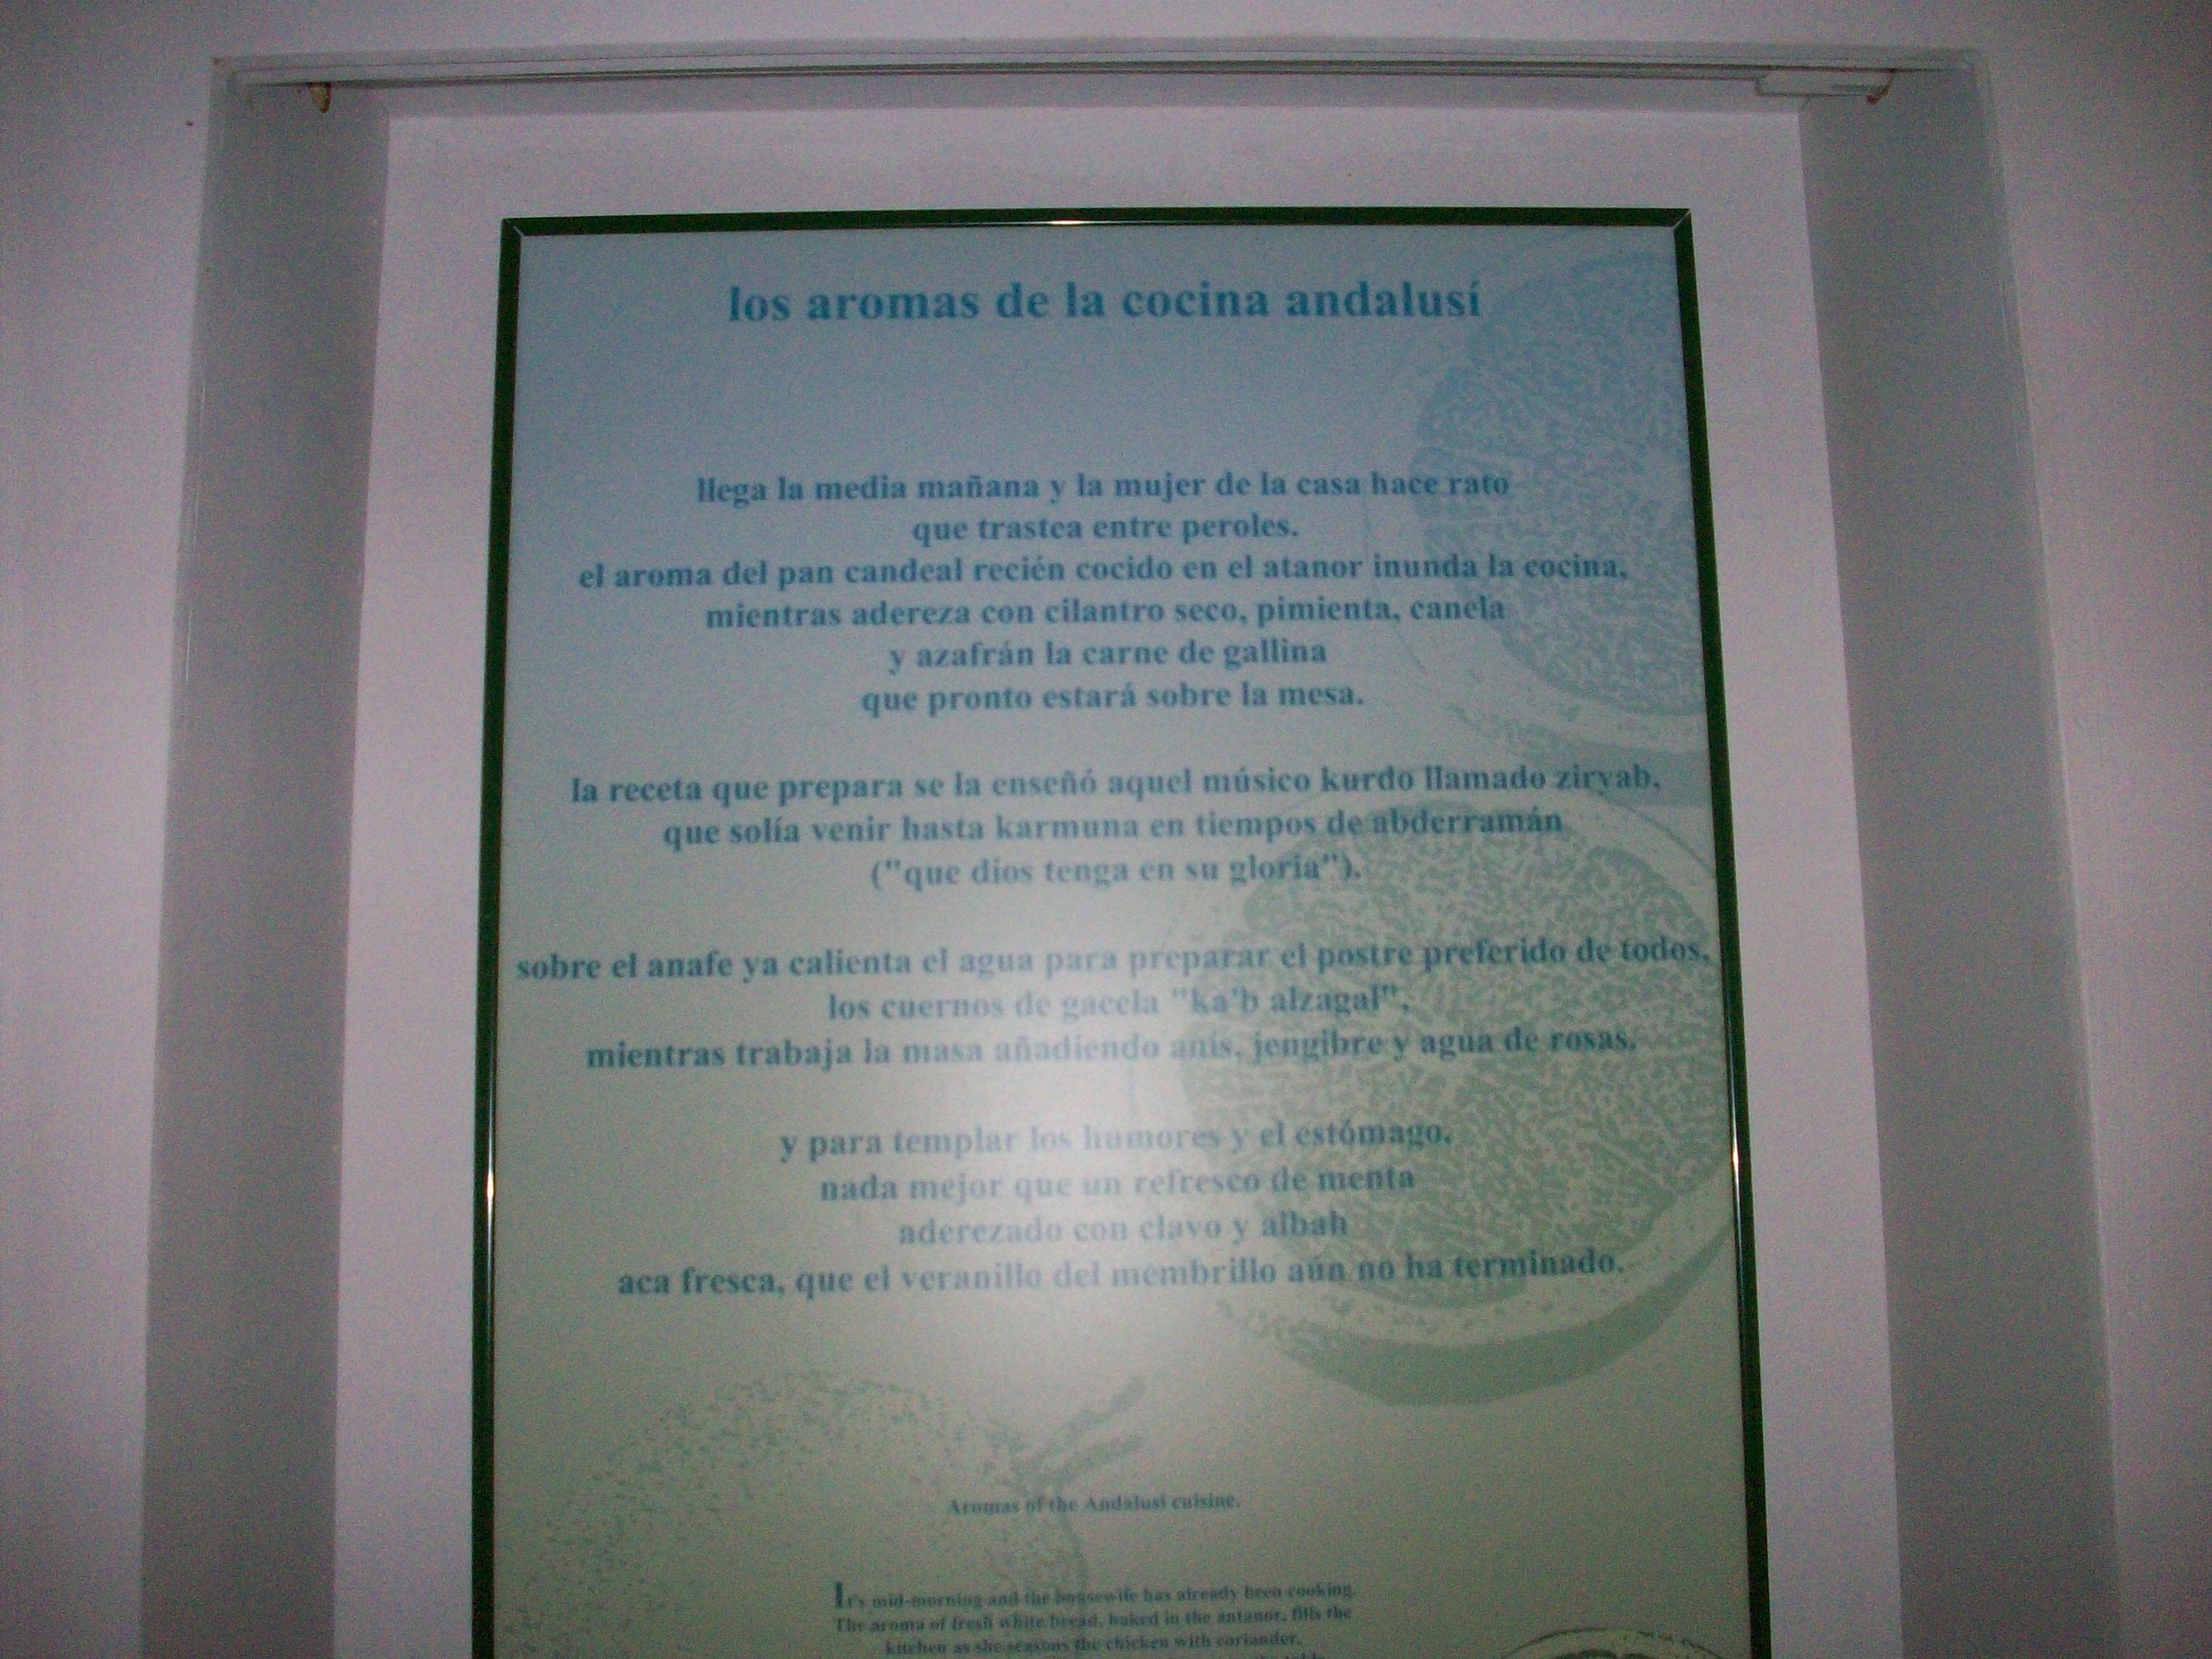 los aromas de la cocina andalusí
llega la media mañana y la mujer de la casa hace rato
que trastea entre peroles.
el aroma del pan candeal recién cocido en el atanor inunda la cocina,
mientras adereza con cilantro seco, pimienta, canela
y azafrán la carne de gallina
que pronto estará sobre la mesa.
la receta que prepara se la enseñó aquel músico kurdo llamado ziryab,
que solía venir hasta karmuna en tiempos de abderramán
("que dios tenga en su gloria").
sobre el anafe ya calienta el agua para preparar el postre preferido de todos,
los cuernos de gacela "ka'b alzagal",
mientras trabaja la masa añadiendo anís, jengibre y agua de rosas.
y para templar los humores y el estómago,
nada mejor que un refresco de menta
aderezado con clavo y albah
aca fresca, que el veranillo del membrillo aún no ha terminado.
Aromas of the Andalusi cuisine.
It's mid-morning and the housewife has already been cooking.
The aroma of fresh white bread, baked in the antanor, fills the
kitchen as she seasons the chicken with coriander,